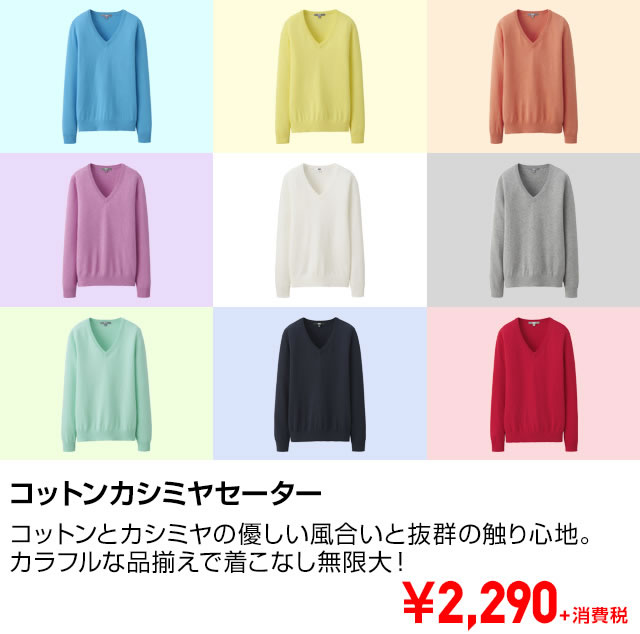 コットンカシミヤセーター
コットンとカシミヤの優しい風合いと抜群の触り心地。
カラフルな品揃えで着こなし無限大!
¥2,290+消費税